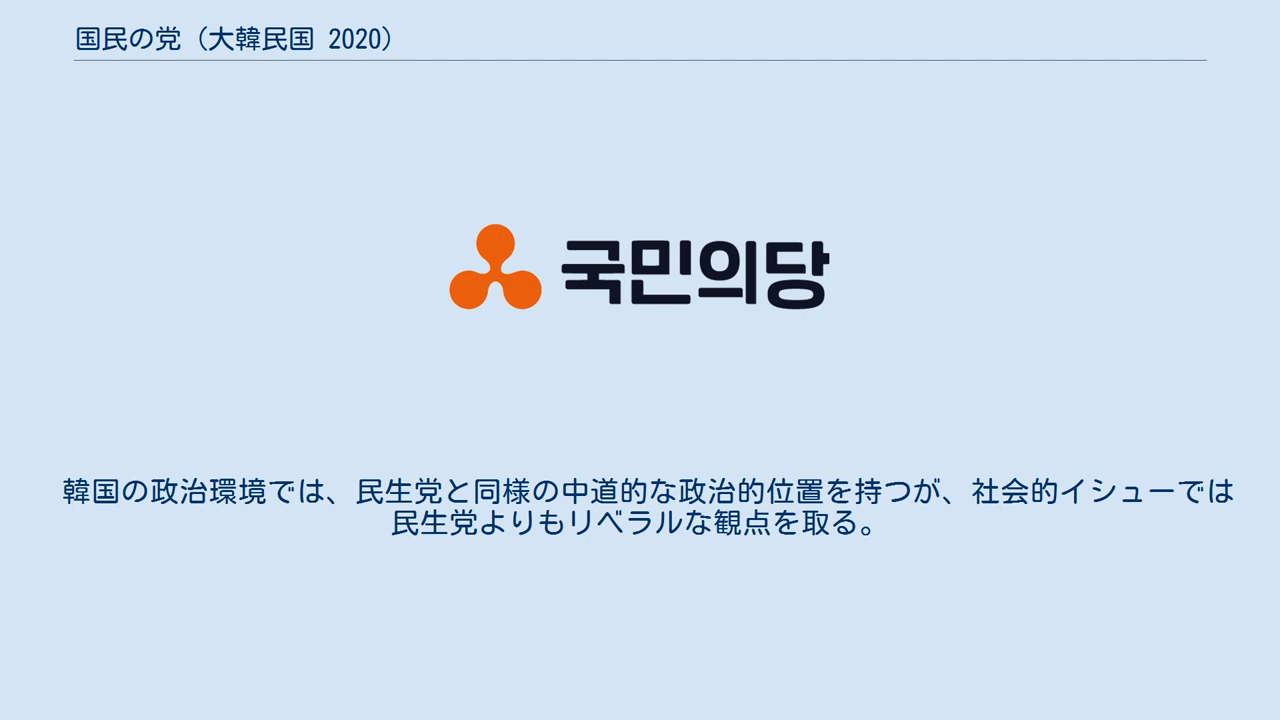 国民の党（大韓民国 2020）
국민의당
韓国の政治環境では、民生党と同様の中道的な政治的位置を持つが、社会的イシューでは
民生党よりもリベラルな観点を取る。